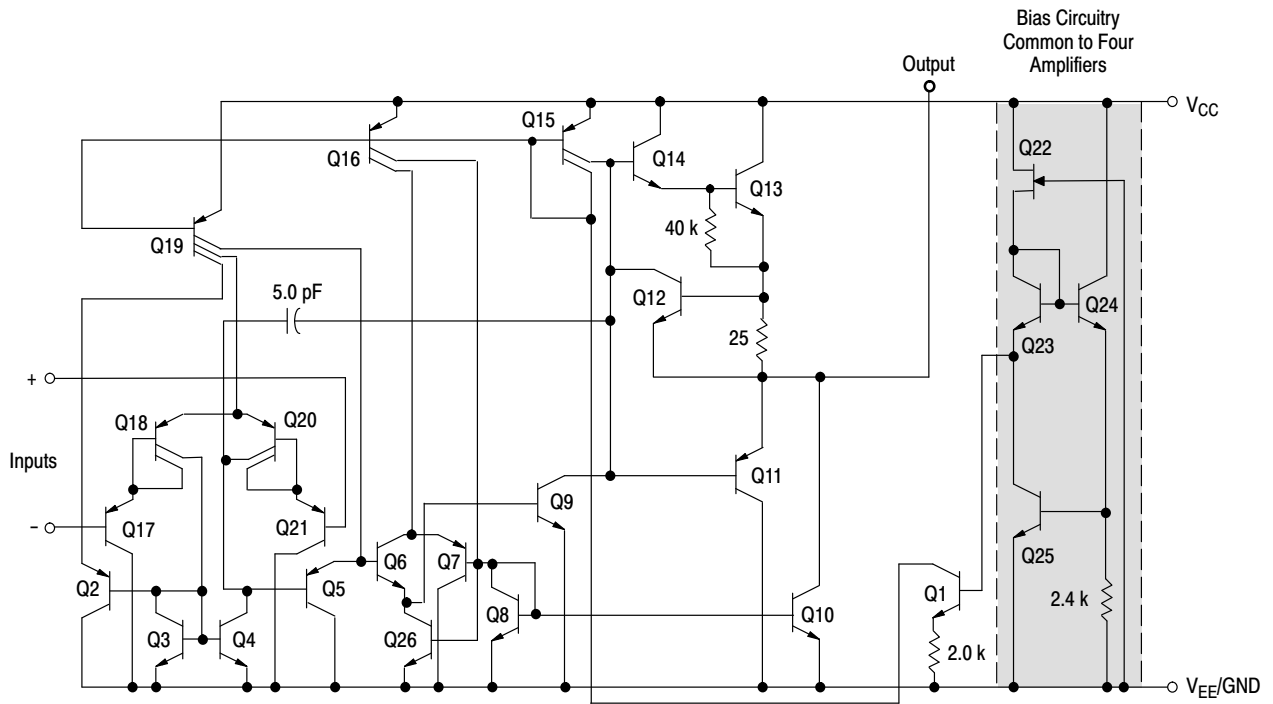 Bias Circuitry
Common to Four
Amplifiers
Output
VCC
Q15
Q22
Q16
Q14
Q13
40 k
Q19
5.0 pF
Q12
Q24
25
Q23
+
Q18
Q20
Inputs
Q11
Q9
−
Q17
Q21
Q25
Q6
Q7
Q2
Q5
Q1
Q8
2.4 k
Q10
Q3
Q4
Q26
2.0 k
VEE/GND